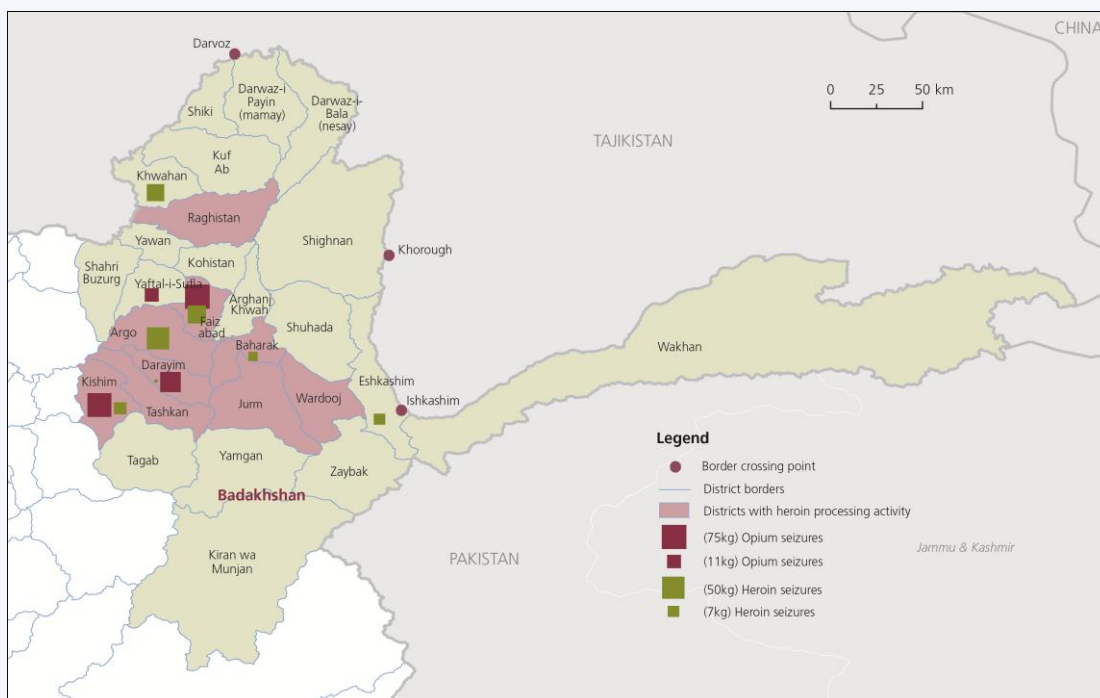 CHINA
Darvoz
Darwaz-i
Payin
(mamay)
Darwaz-i-
Bala
(nesay)
Shiki
0 25 50 km
TAJIKISTAN
Kuf
Ab
Khwahan
Raghistan
Yawan
Shighnan
Khorough
Kohistan
Shahri
Buzurg
Yaftal-i-Sufla
Arghanj
Khwah
Faiz
abad
Argo
Shuhada
Baharak
Wakhan
Darayim
Kishim
Eshkashim
Wardooj
Ishkashim
Jurm
Tashkan
Legend
Tagab
Yamgan
Zaybak
Border crossing point
District borders
Badakhshan
Districts with heroin processing activity
(75kg) Opium seizures
Kiran wa
Munjan
PAKISTAN
Jammu & Kashmir
(11kg) Opium seizures
(50kg) Heroin seizures
(7kg) Heroin seizures